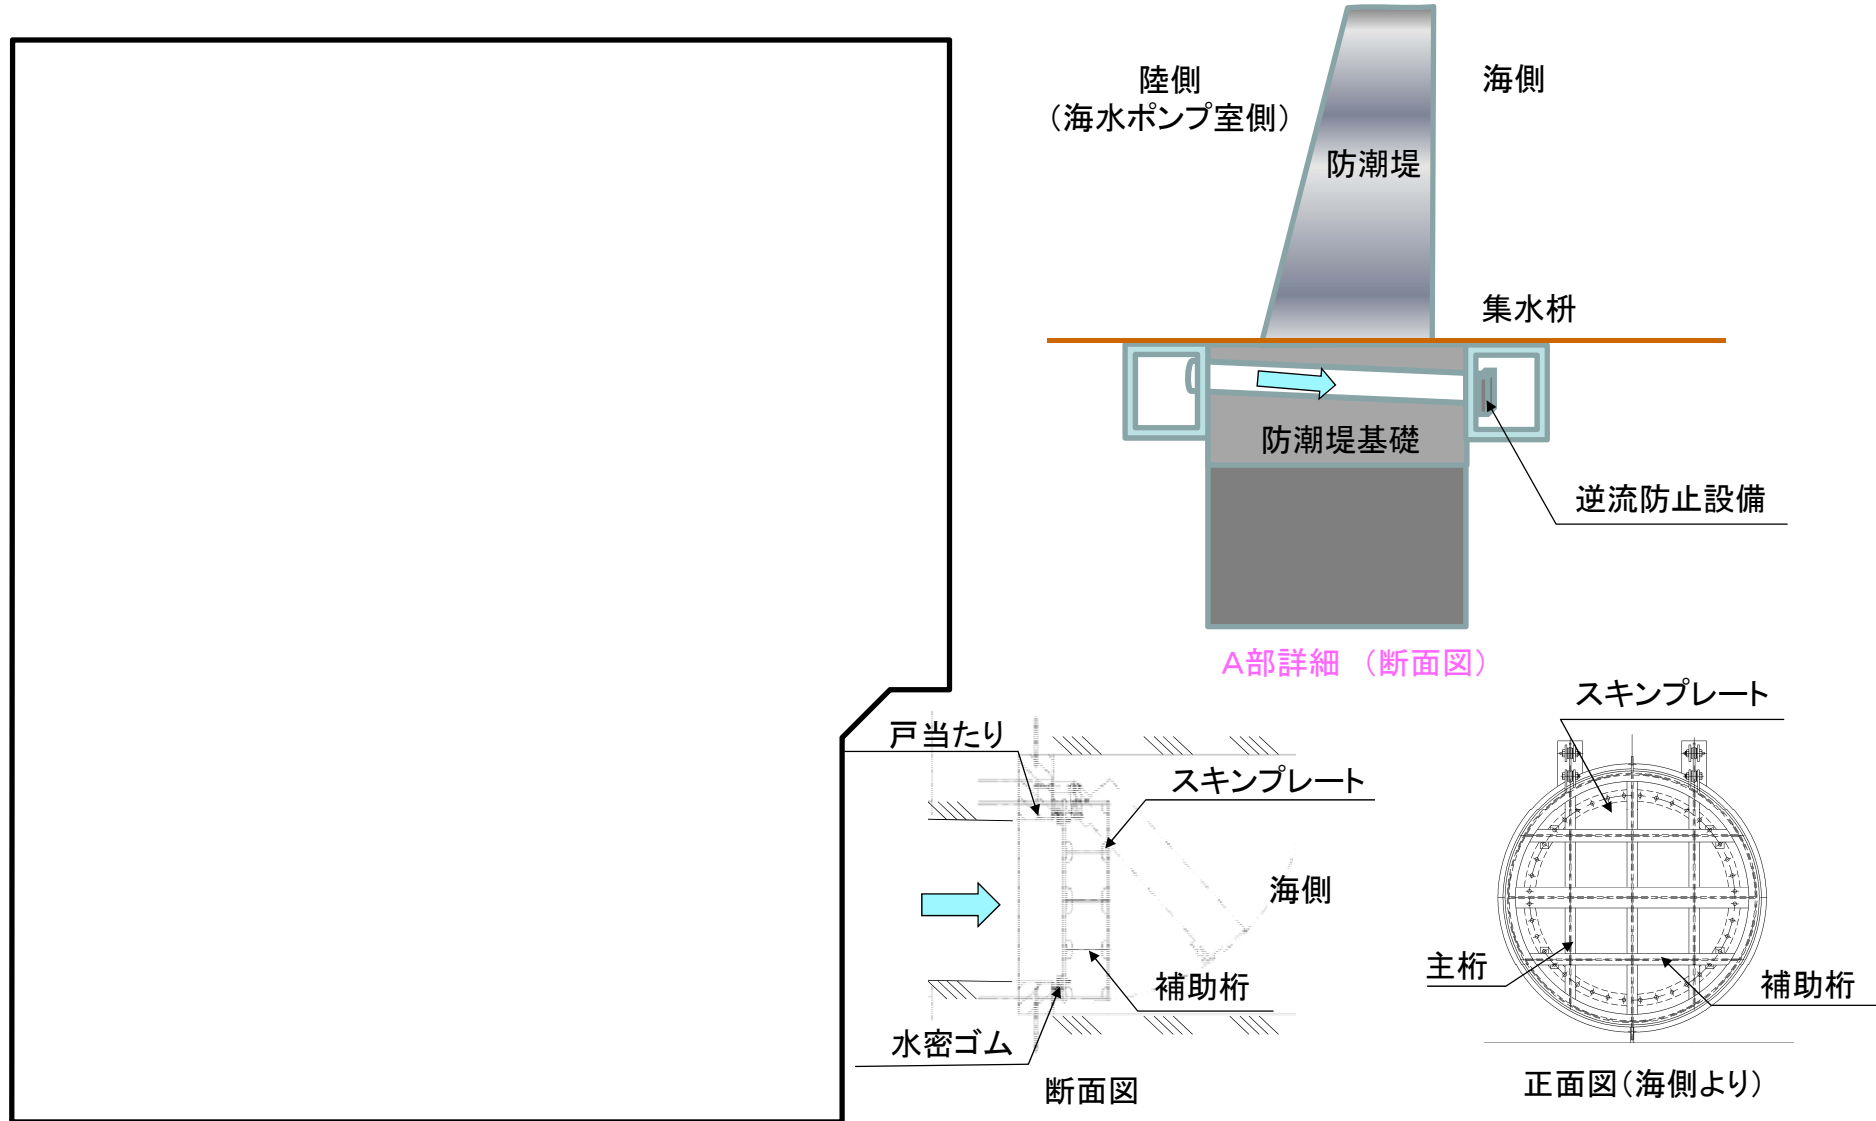 陸側
（海水ポンプ室側）
海側
防潮堤
集水枡
防潮堤基礎
逆流防止設備
A部詳細 （断面図）
戸当たり
スキンプレート
海側
補助桁
水密ゴム
断面図
スキンプレート
主桁
補助桁
正面図（海側より）